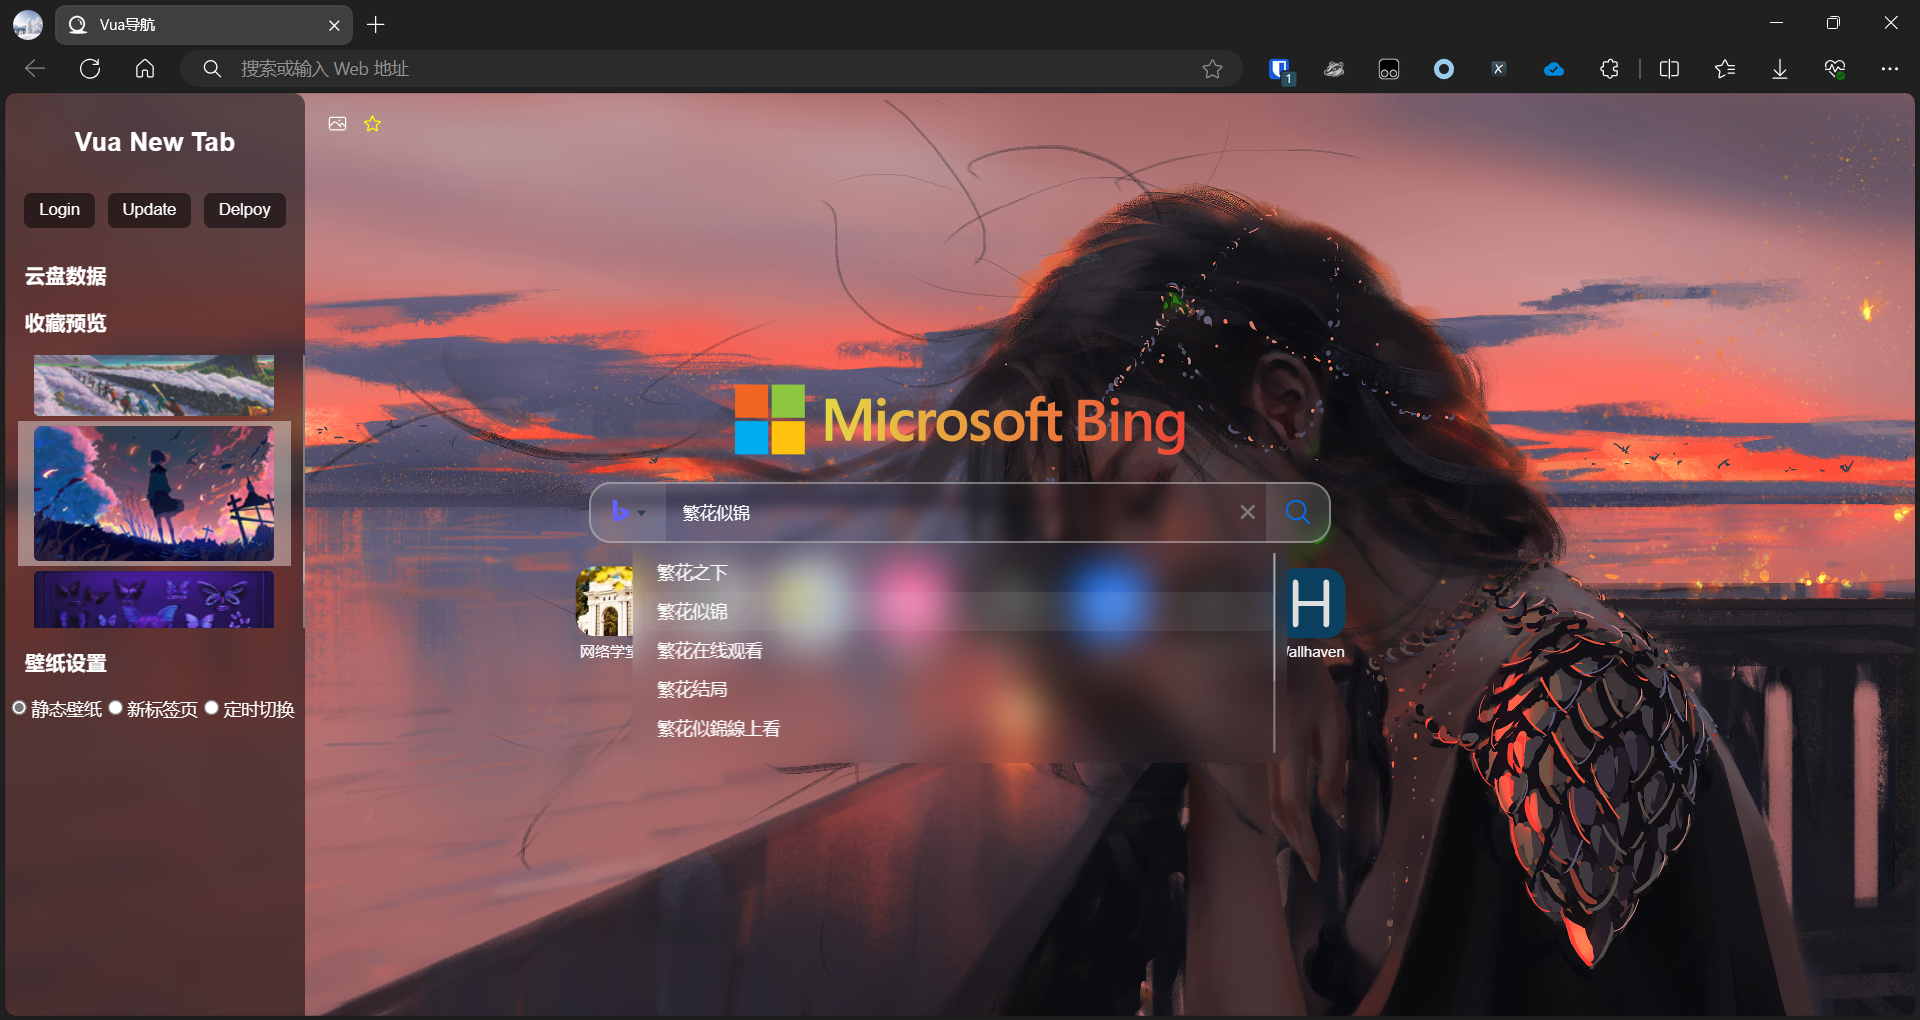 Vua导航
搜索或输入 Web 地址
1
Vua New Tab
Login Update Delpoy
云盘数据
收藏预览
壁纸设置
静态壁纸 新标签页 定时切换
Microsoft Bing
繁花似锦
繁花之下
繁花似锦
繁花在线观看
繁花结局
繁花似錦線上看
网络学堂
H
allhaven